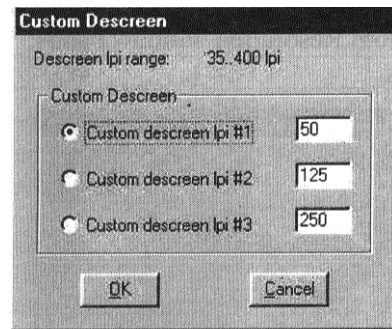 Custom Descreen
Descreen lpi range: 35..400 lpi
Custom Descreen
Custom descreen lpi #1 50
Custom descreen lpi #2 125
Custom descreen lpi #3 250
OK Cancel